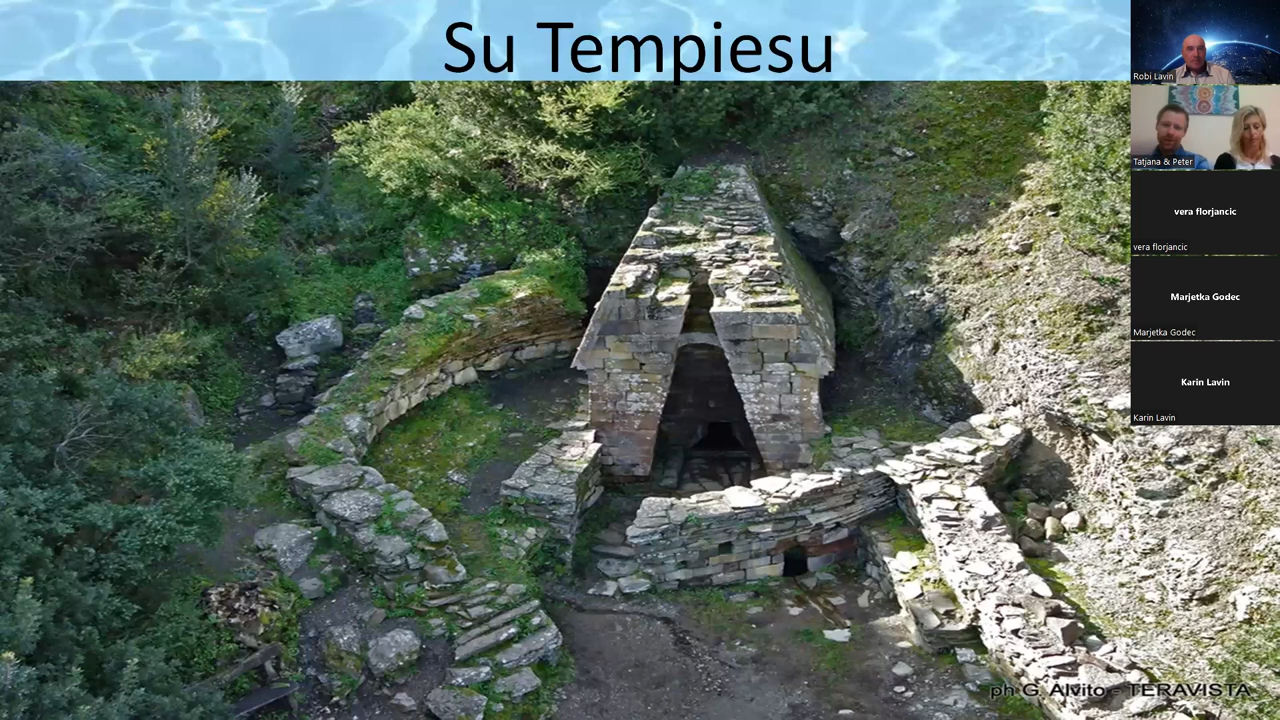 Su Tempiesu
Robi Lavin
Tatjana & Peter
vera florjancic
vera florjancic
Marjetka Godec
Marjetka Godec
Karin Lavin
Karin Lavin
ph G. Alvito - TERAVISTA